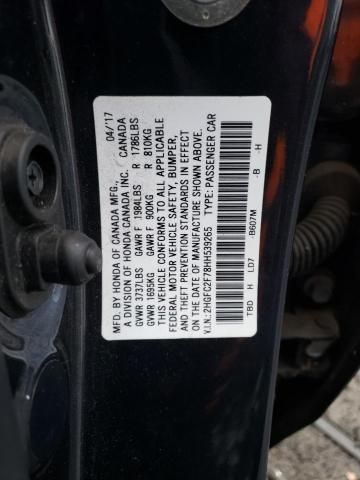 MFD. BY HONDA OF CANADA MFG. 04/'17
A DIVISION OF HONDA CANADA INC. CANADA
GVWR 3737LBS GAWR F 1984LBS R 1786LBS
GVWR 1695KG GAWR F 900KG R 810KG
THIS VEHICLE CONFORMS TO ALL APPLICABLE
FEDERAL MOTOR VEHICLE SAFETY, BUMPER,
AND THEFT PREVENTION STANDARDS IN EFFECT
ON THE DATE OF MANUFACTURE SHOWN ABOVE.
V.I.N.: 2HGFC2F78HH539265 TYPE: PASSENGER CAR
TBD H LD7 B607M -B -H